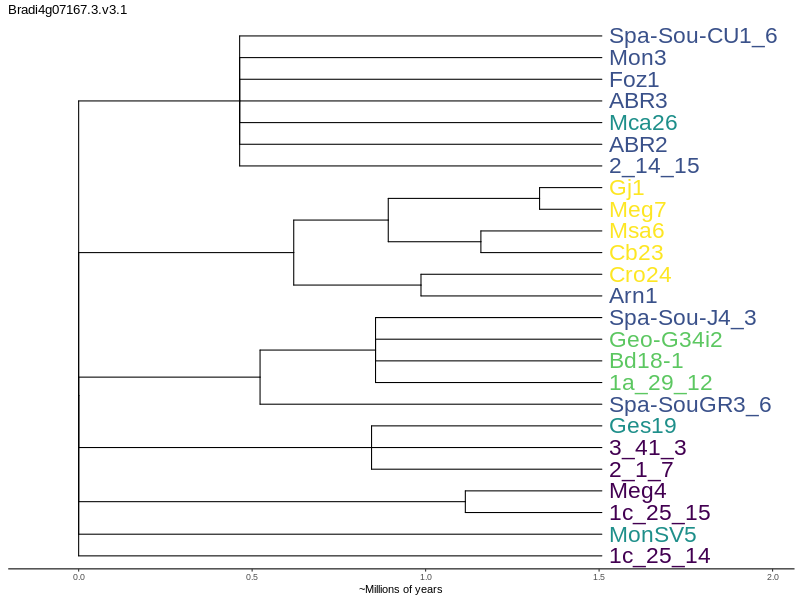 Bradi4g07167.3.v3.1
Spa-Sou-CU1_6
Mon3
Foz1
ABR3
Mca26
ABR2
2_14_15
Gj1
Meg7
Msa6
Cb23
Cro24
Arn1
Spa-Sou-J4_3
Geo-G34i2
Bd18-1
1a_29_12
Spa-SouGR3_6
Ges19
3_41_3
2_1_7
Meg4
1c_25_15
MonSV5
1c_25_14
0.0 0.5 1.0 1.5 2.0
~Millions of years